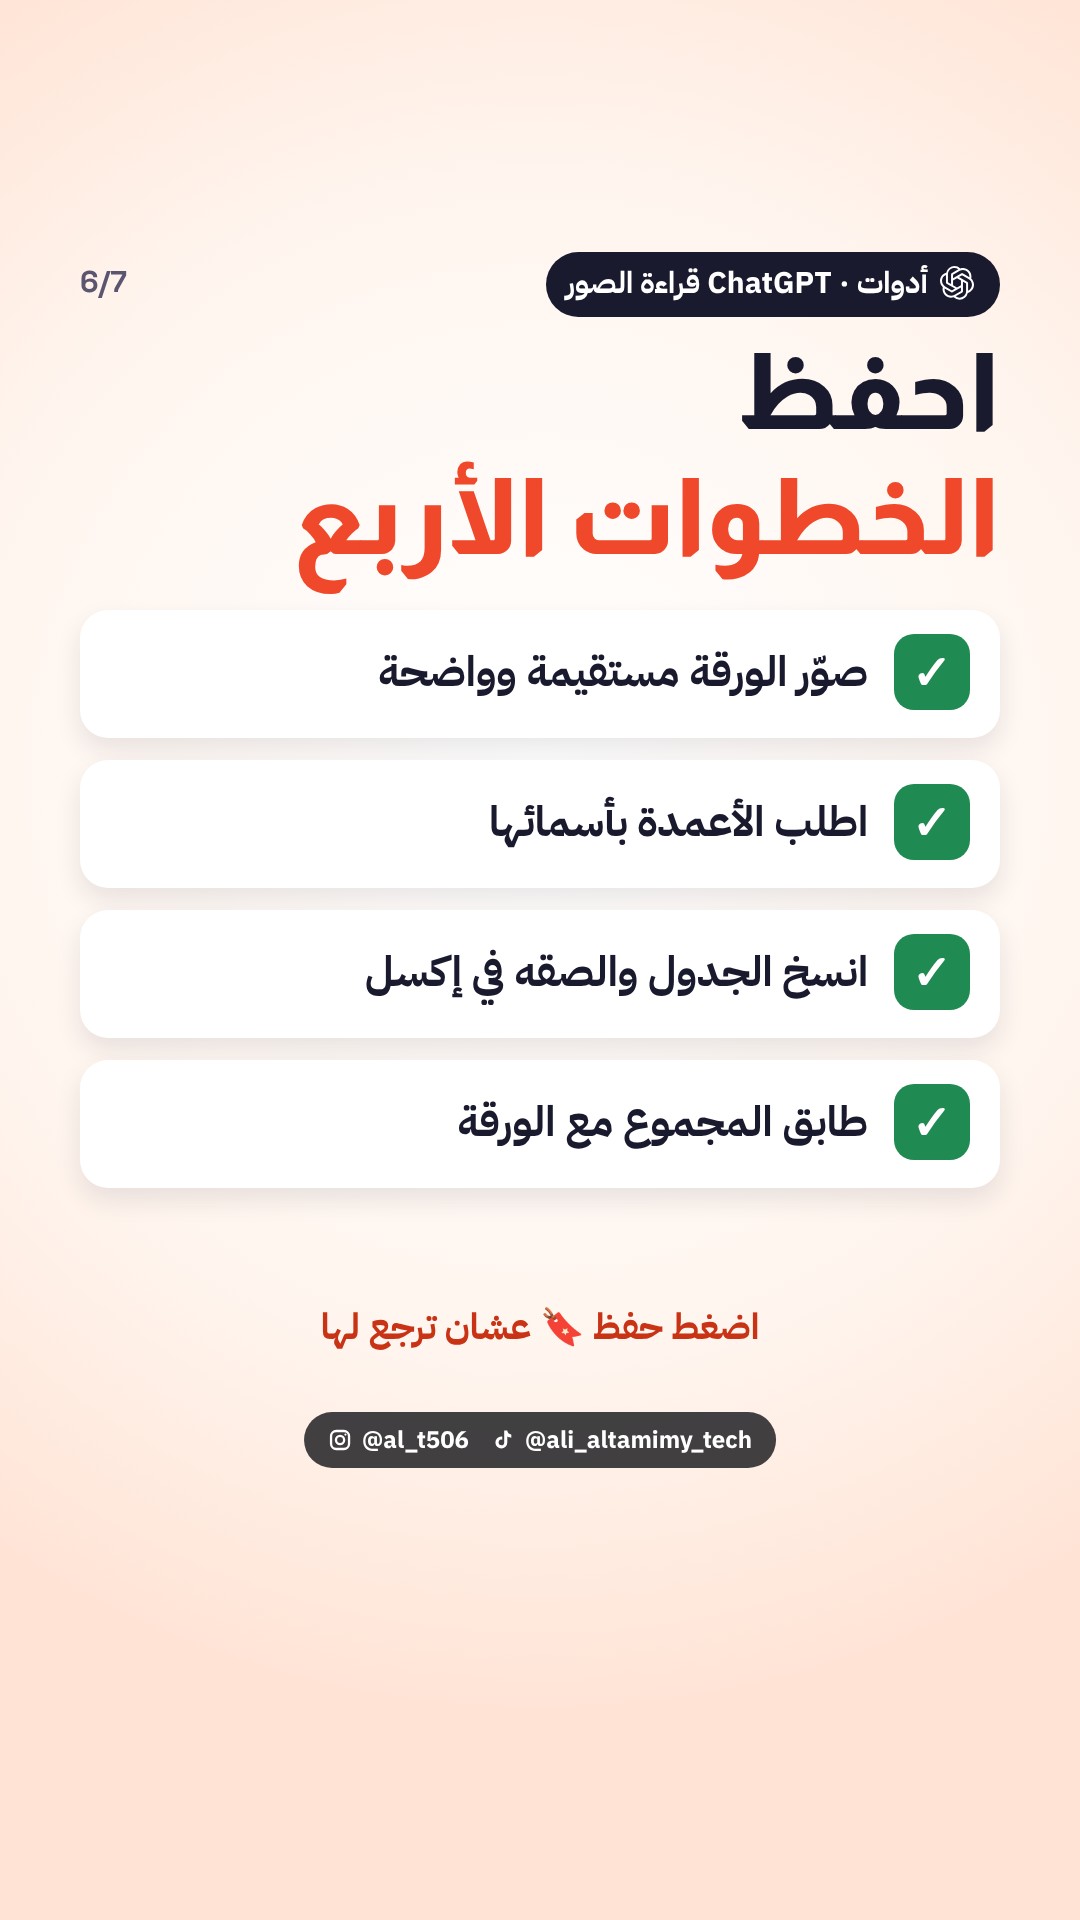 أدوات · ChatGPT قراءة الصور
6/7
احفظ
الخطوات الأربع
✓ صوّر الورقة مستقيمة وواضحة
✓ اطلب الأعمدة بأسمائها
✓ انسخ الجدول والصقه في إكسل
✓ طابق المجموع مع الورقة
اضغط حفظ 🔖 عشان ترجع لها
@al_t506 @ali_altamimy_tech